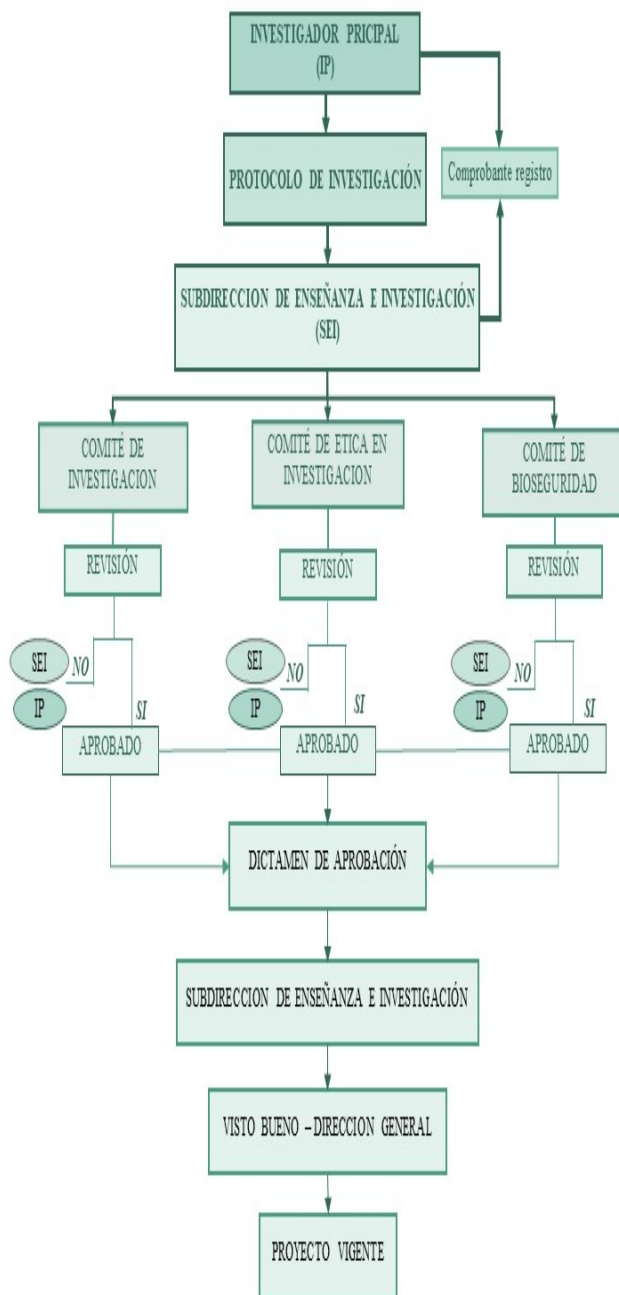 INVESTIGADOR PRICIPAL
(IP)
PROTOCOLO DE INVESTIGACIÓN
Comprobante registro
SUBDIRECCION DE ENSEÑANZA E INVESTIGACIÓN
(SEI)
COMITÉ DE
INVESTIGACION
COMITÉ DE ETICA EN
INVESTIGACION
COMITÉ DE
BIOSEGURIDAD
REVISIÓN
REVISIÓN
REVISIÓN
SEI
NO
IP
SI
SEI
NO
IP
SI
SEI
NO
IP
SI
APROBADO
APROBADO
APROBADO
DICTAMEN DE APROBACIÓN
SUBDIRECCION DE ENSEÑANZA E INVESTIGACIÓN
VISTO BUENO – DIRECCION GENERAL
PROYECTO VIGENTE